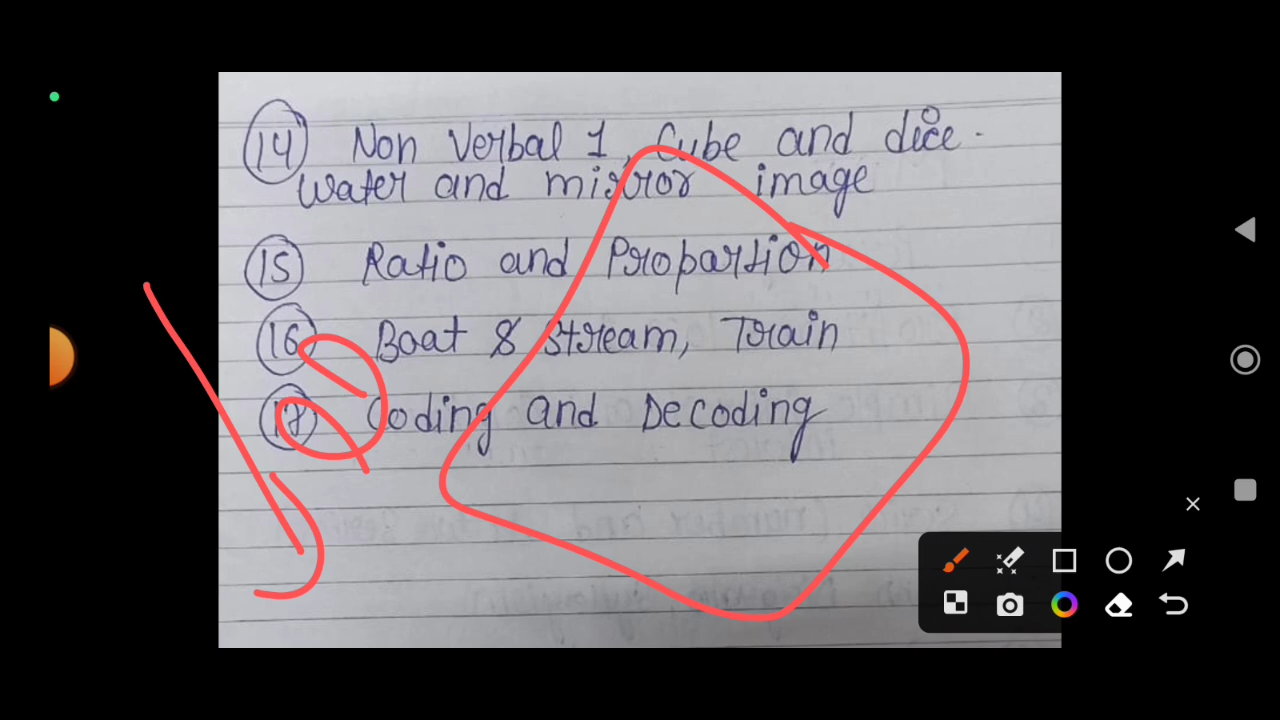 14 Non Verbal 1, Cube and dice.
Water and mirror image
15 Ratio and Propartion
16 Boat & Stream, Train
17 Coding and Decoding